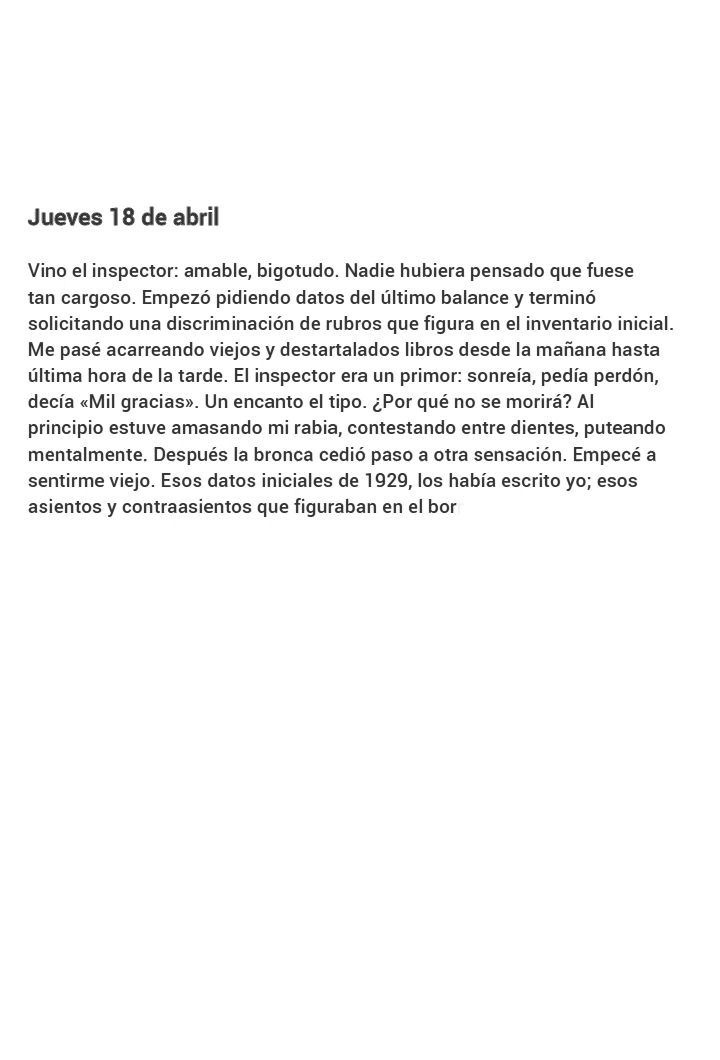 Jueves 18 de abril
Vino el inspector: amable, bigotudo. Nadie hubiera pensado que fuese
tan cargoso. Empezó pidiendo datos del último balance y terminó
solicitando una discriminación de rubros que figura en el inventario inicial.
Me pasé acarreando viejos y destartalados libros desde la mañana hasta
última hora de la tarde. El inspector era un primor: sonreía, pedía perdón,
decía «Mil gracias». Un encanto el tipo. ¿Por qué no se morirá? Al
principio estuve amasando mi rabia, contestando entre dientes, puteando
mentalmente. Después la bronca cedió paso a otra sensación. Empecé a
sentirme viejo. Esos datos iniciales de 1929, los había escrito yo; esos
asientos y contraasientos que figuraban en el bor